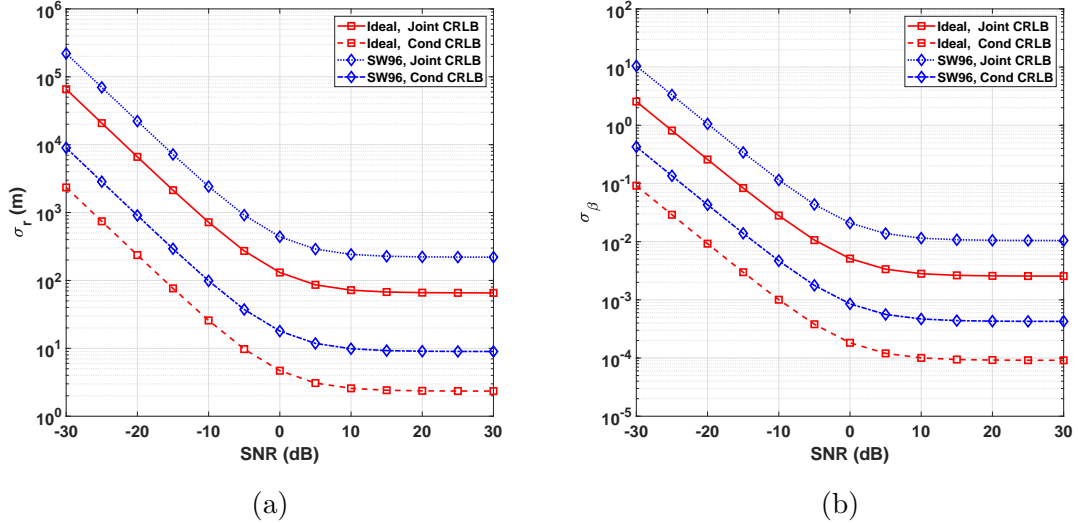 10^6
10^5
10^4
10^3
10^2
10^1
10^0
σ_r (m)
Ideal, Joint CRLB
Ideal, Cond CRLB
SW96, Joint CRLB
SW96, Cond CRLB
-30 -20 -10 0 10 20 30
SNR (dB)
(a)
10^2
10^1
10^0
10^-1
10^-2
10^-3
10^-4
10^-5
σ_β
Ideal, Joint CRLB
Ideal, Cond CRLB
SW96, Joint CRLB
SW96, Cond CRLB
-30 -20 -10 0 10 20 30
SNR (dB)
(b)